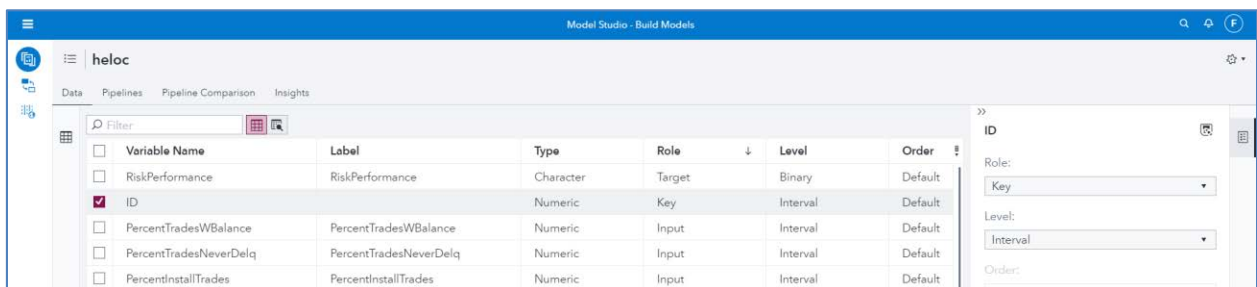 Model Studio - Build Models
F
heloc
Data Pipelines Pipeline Comparison Insights
Filter
Variable Name Label Type Role Level Order
RiskPerformance RiskPerformance Character Target Binary Default
ID Numeric Key Interval Default
PercentTradesWBalance PercentTradesWBalance Numeric Input Interval Default
PercentTradesNeverDelq PercentTradesNeverDelq Numeric Input Interval Default
PercentInstallTrades PercentInstallTrades Numeric Input Interval Default
ID
Role:
Key
Level:
Interval
Order: